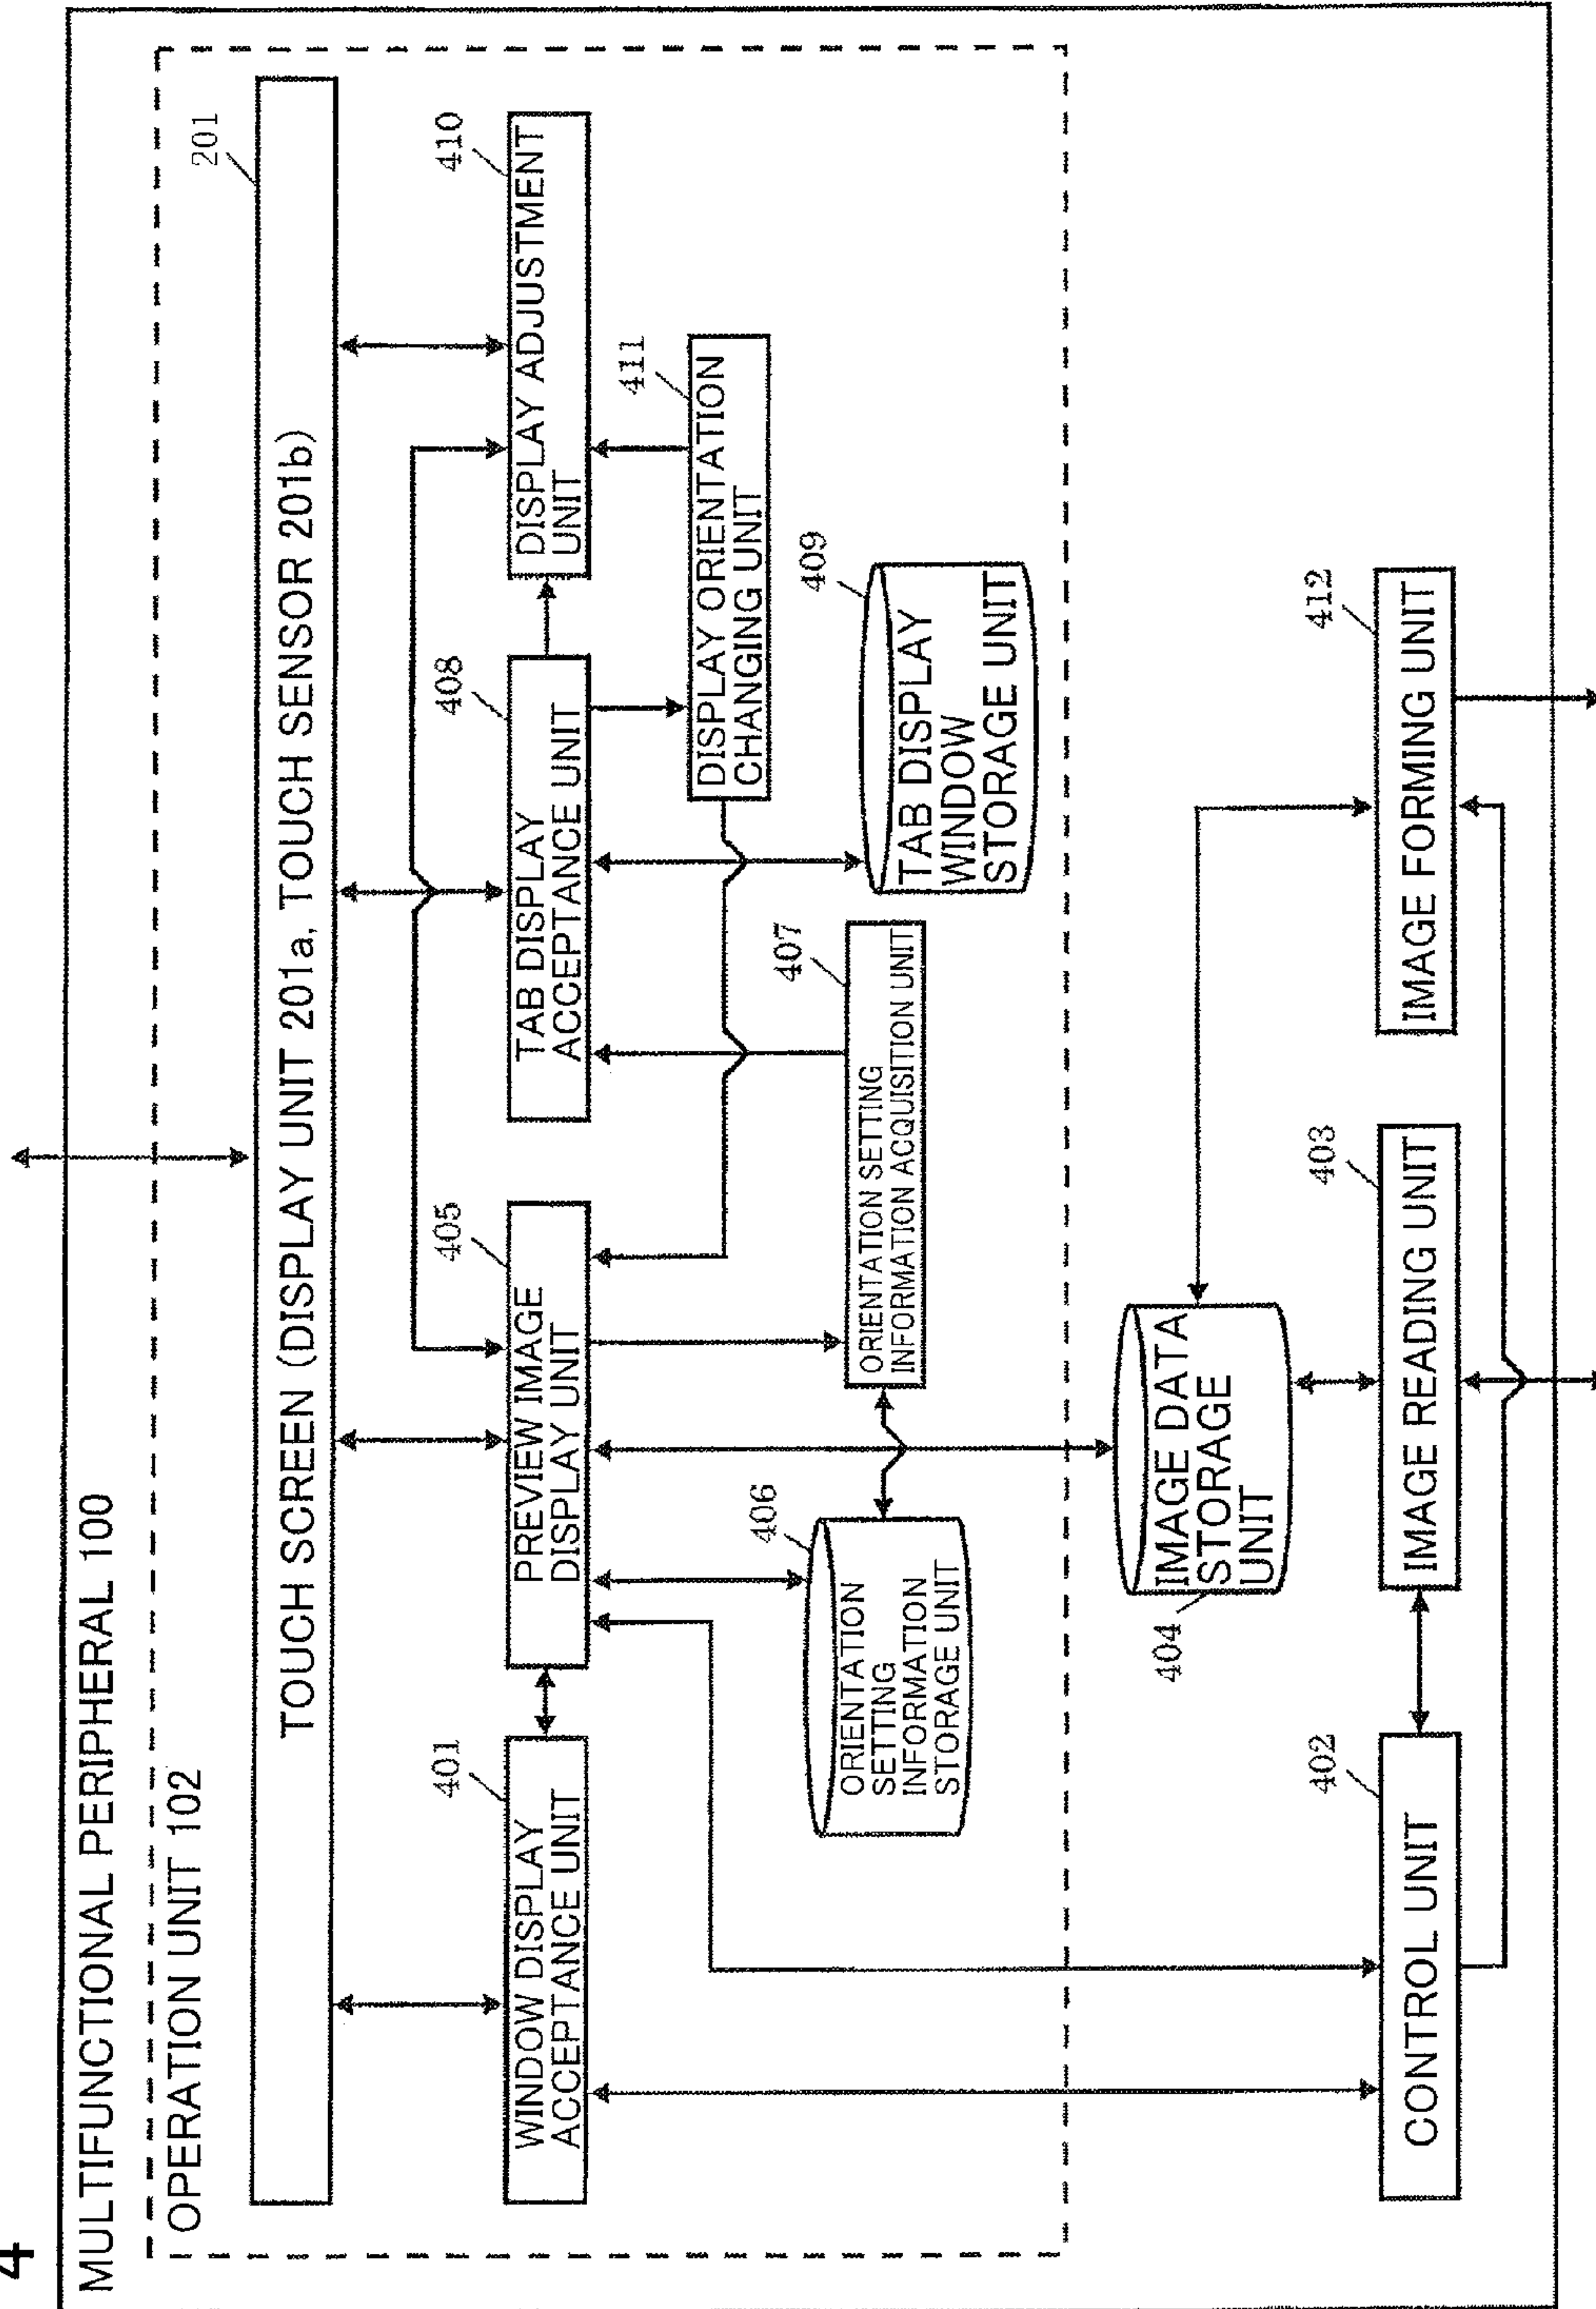 4
MULTIFUNCTIONAL PERIPHERAL 100
OPERATION UNIT 102
201
TOUCH SCREEN (DISPLAY UNIT 201a, TOUCH SENSOR 201b)
401
WINDOW DISPLAY
ACCEPTANCE UNIT
405
PREVIEW IMAGE
DISPLAY UNIT
408
TAB DISPLAY
ACCEPTANCE UNIT
410
DISPLAY ADJUSTMENT
UNIT
411
DISPLAY ORIENTATION
CHANGING UNIT
406
ORIENTATION
SETTING
INFORMATION
STORAGE UNIT
407
ORIENTATION SETTING
INFORMATION ACQUISITION UNIT
409
TAB DISPLAY
WINDOW
STORAGE UNIT
404
IMAGE DATA
STORAGE
UNIT
402
CONTROL UNIT
403
IMAGE READING UNIT
412
IMAGE FORMING UNIT